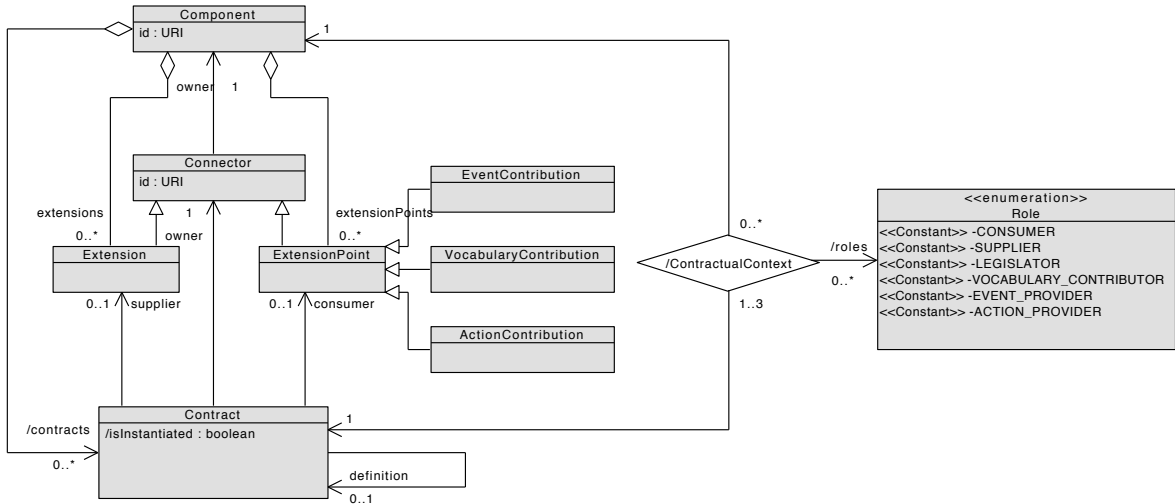 Component
id : URI
1
owner 1
Connector
id : URI
EventContribution
<<enumeration>>
Role
<<Constant>> -CONSUMER
<<Constant>> -SUPPLIER
<<Constant>> -LEGISLATOR
<<Constant>> -VOCABULARY_CONTRIBUTOR
<<Constant>> -EVENT_PROVIDER
<<Constant>> -ACTION_PROVIDER
extensions
0..*
1
owner
extensionPoints
0..*
0..*
/roles
0..*
Extension
ExtensionPoint
VocabularyContribution
/ContractualContext
0..1 supplier
0..1 consumer
1..3
ActionContribution
Contract
/isInstantiated : boolean
1
/contracts
0..*
definition
0..1